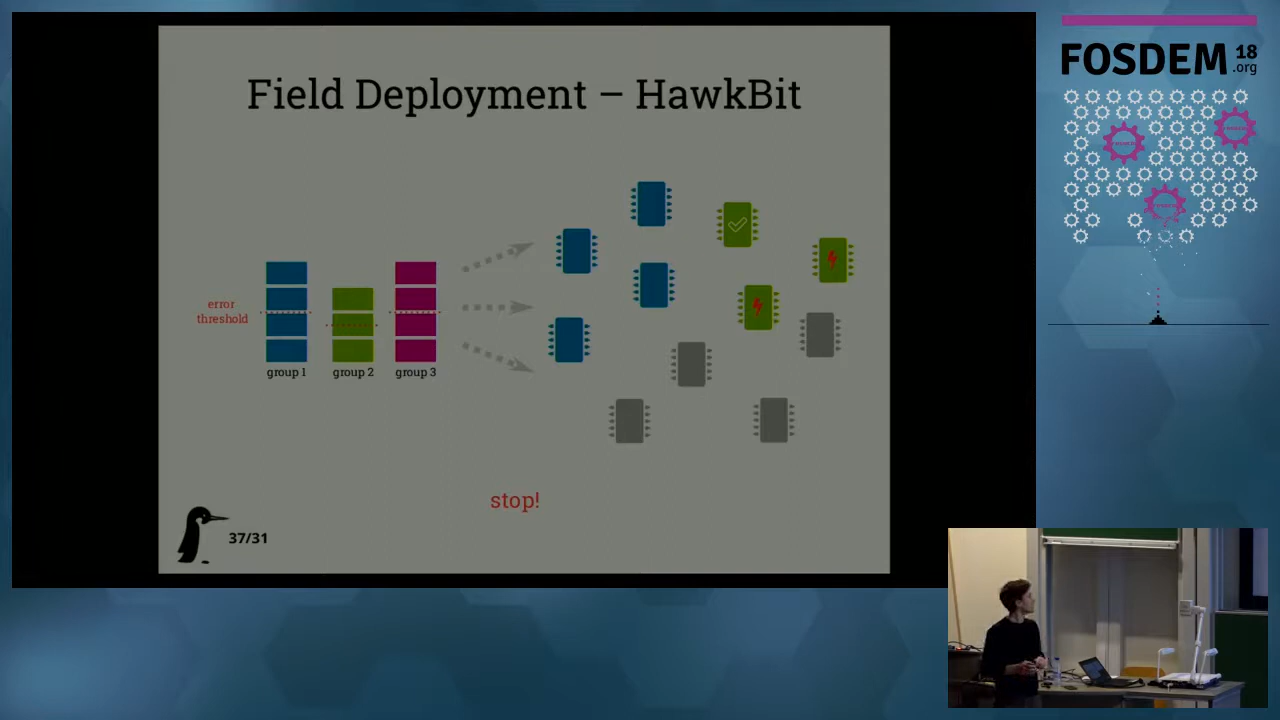 Field Deployment – HawkBit
error
threshold
group 1
group 2
group 3
stop!
37/31
FOSDEM 18
.org